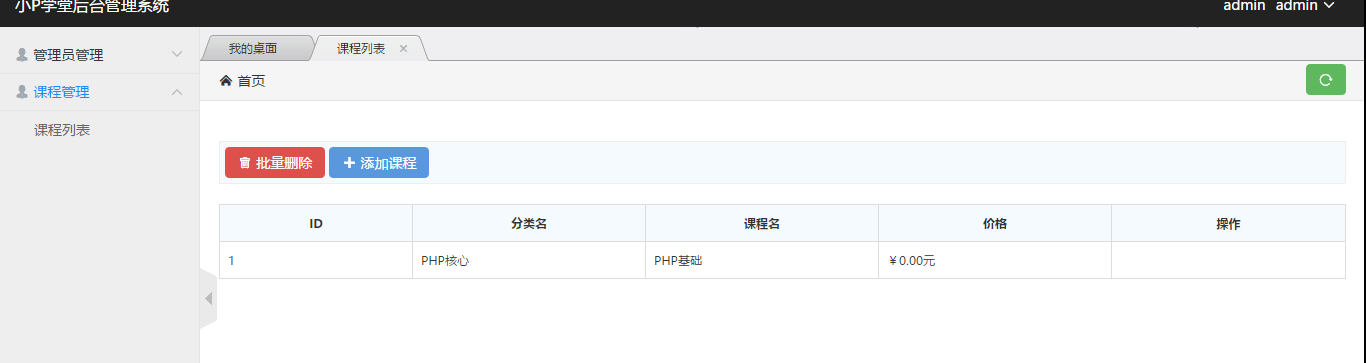 小P学堂后台管理系统
admin admin
管理员管理
课程管理
课程列表
我的桌面 课程列表
首页
批量删除 添加课程
ID 分类名 课程名 价格 操作
1 PHP核心 PHP基础 ￥0.00元